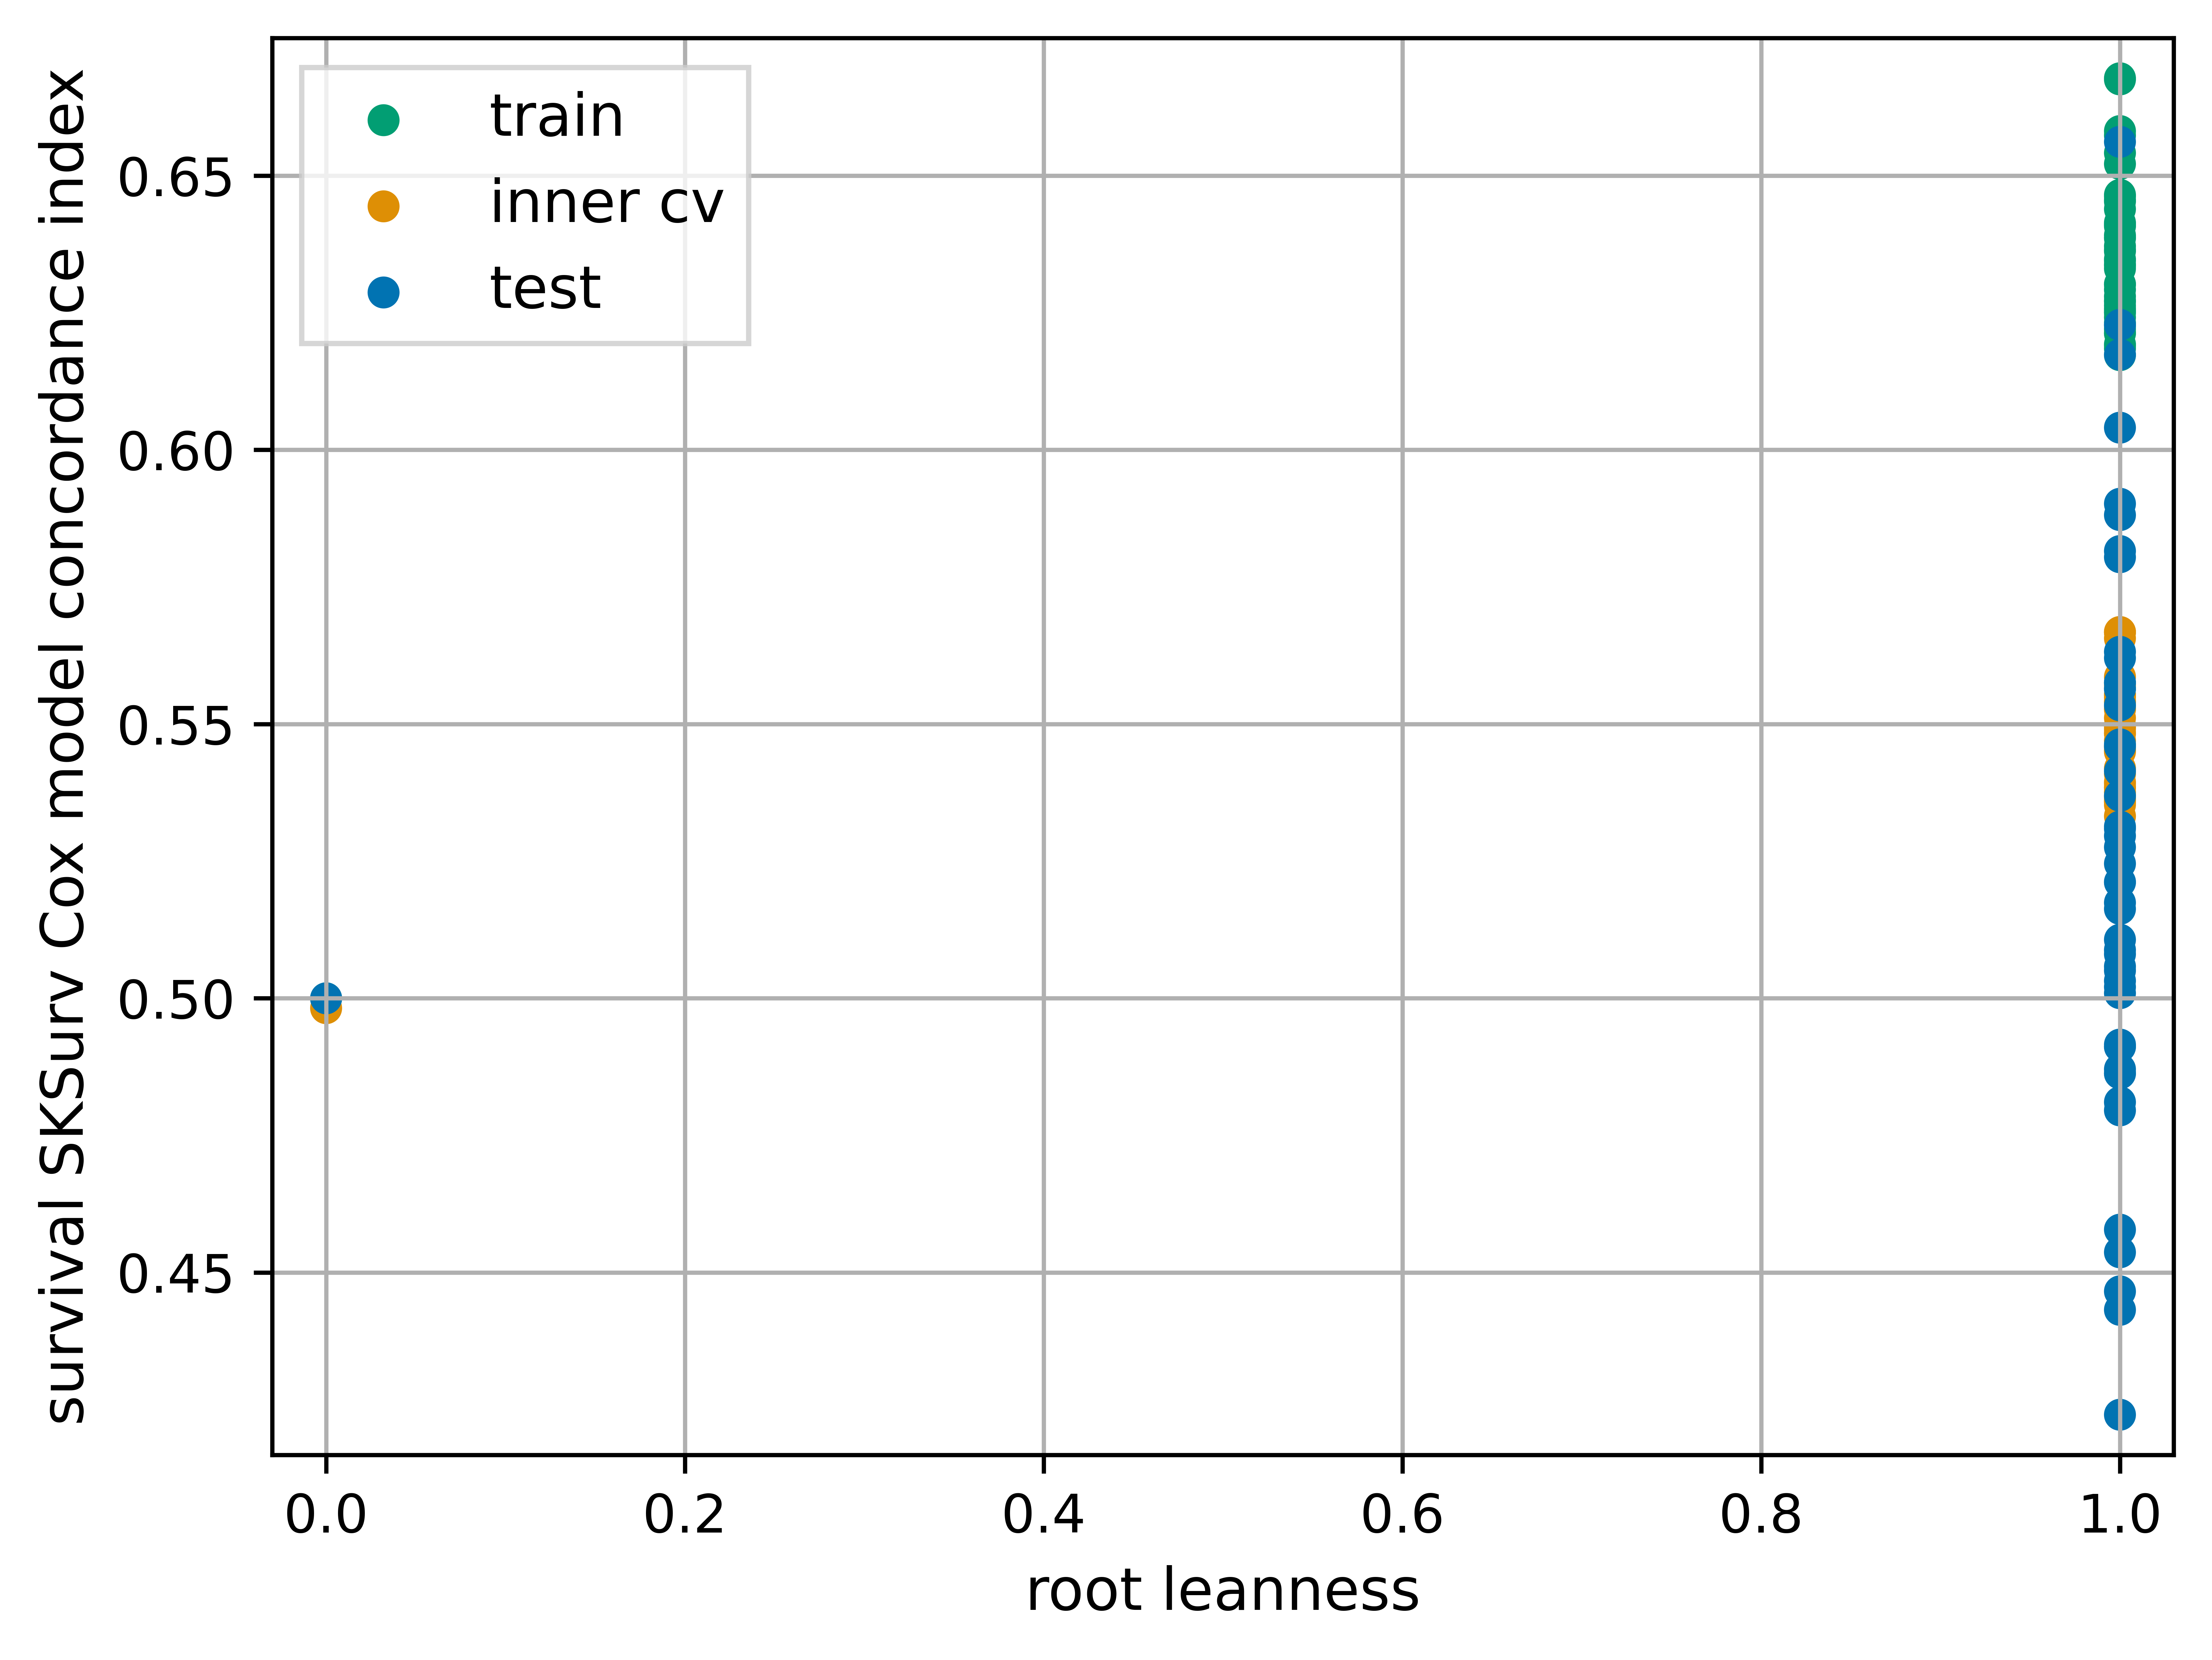 train
inner cv
test
survival SKSurv Cox model concordance index
0.65
0.60
0.55
0.50
0.45
0.0
0.2
0.4
0.6
0.8
1.0
root leanness